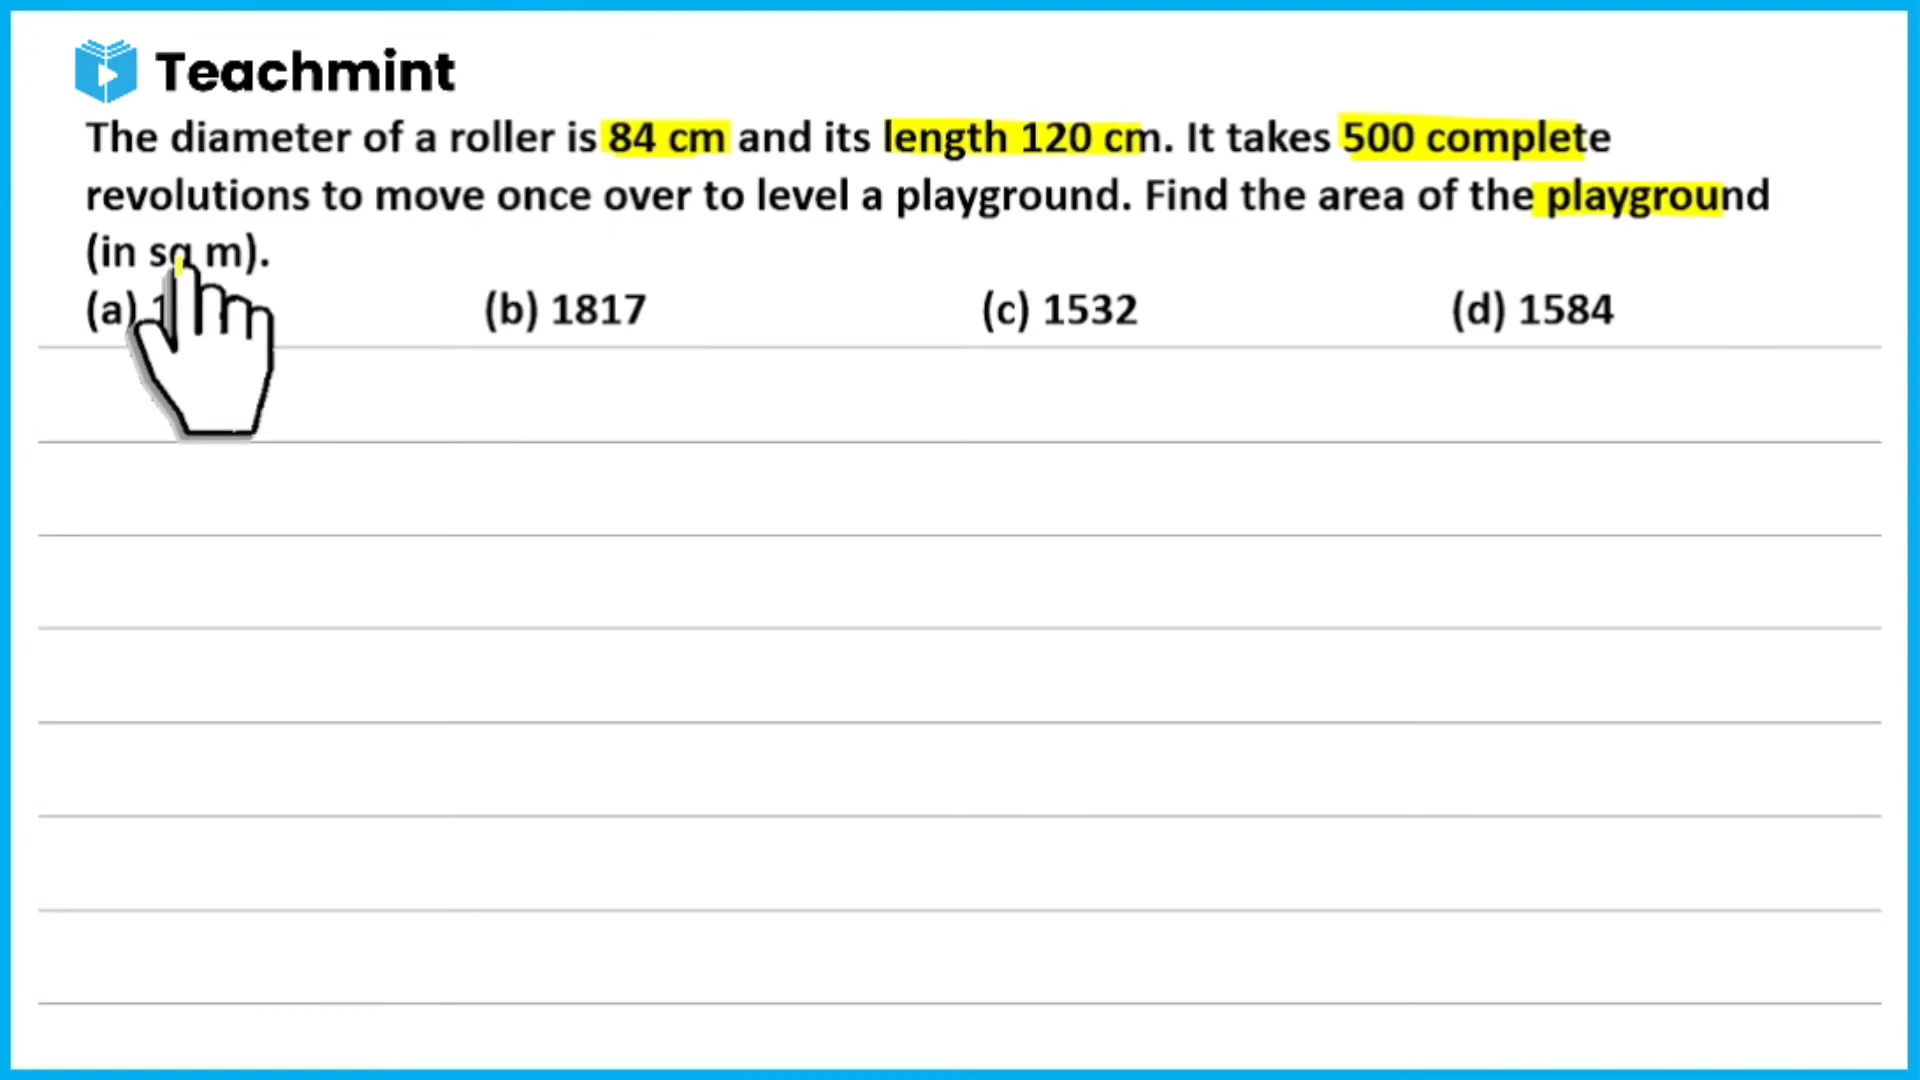 Teachmint
The diameter of a roller is 84 cm and its length 120 cm. It takes 500 complete
revolutions to move once over to level a playground. Find the area of the playground
(in sq m).
(a)
(b) 1817
(c) 1532
(d) 1584